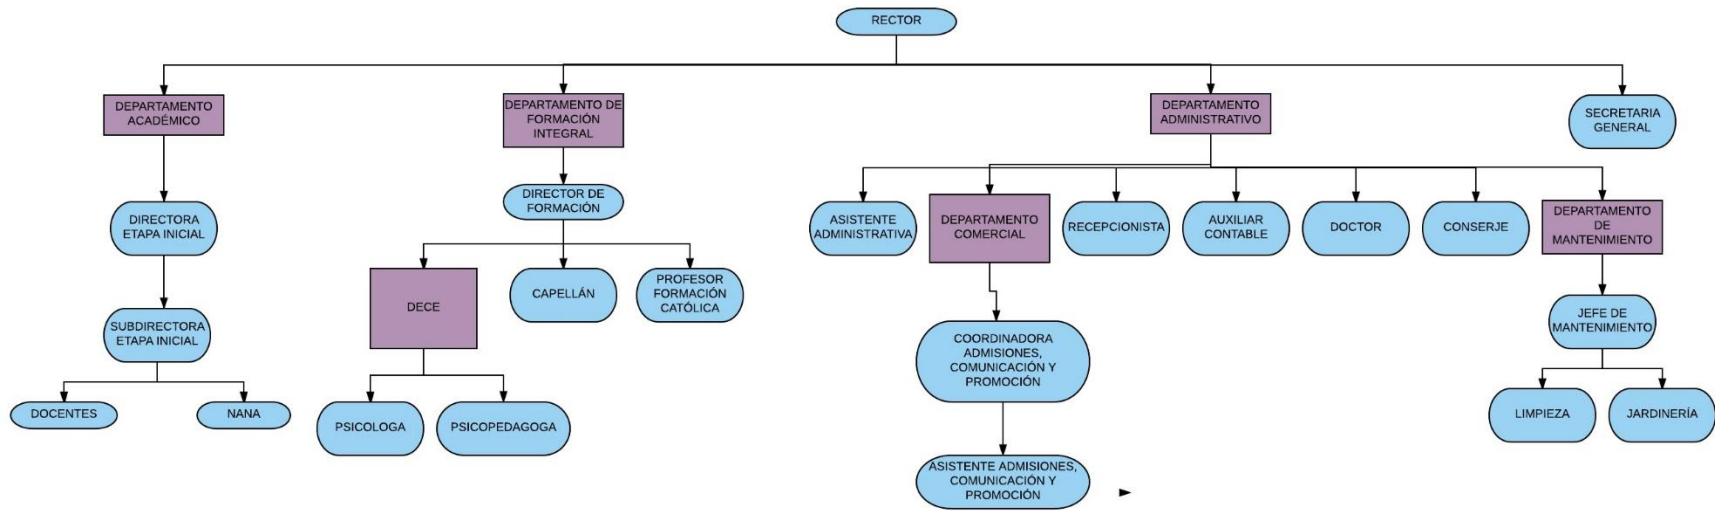 RECTOR
DEPARTAMENTO
ACADÉMICO
DEPARTAMENTO DE
FORMACIÓN
INTEGRAL
DEPARTAMENTO
ADMINISTRATIVO
SECRETARIA
GENERAL
DIRECTORA
ETAPA INICIAL
DIRECTOR DE
FORMACIÓN
ASISTENTE
ADMINISTRATIVA
DEPARTAMENTO
COMERCIAL
RECEPCIONISTA
AUXILIAR
CONTABLE
DOCTOR
CONSERJE
DEPARTAMENTO
DE
MANTENIMIENTO
SUBDIRECTORA
ETAPA INICIAL
DECE
CAPELLÁN
PROFESOR
FORMACIÓN
CATÓLICA
COORDINADORA
ADMISIONES,
COMUNICACIÓN Y
PROMOCIÓN
JEFE DE
MANTENIMIENTO
DOCENTES
NANA
PSICOLOGA
PSICOPEDAGOGA
LIMPIEZA
JARDINERÍA
ASISTENTE ADMISIONES,
COMUNICACIÓN Y
PROMOCIÓN